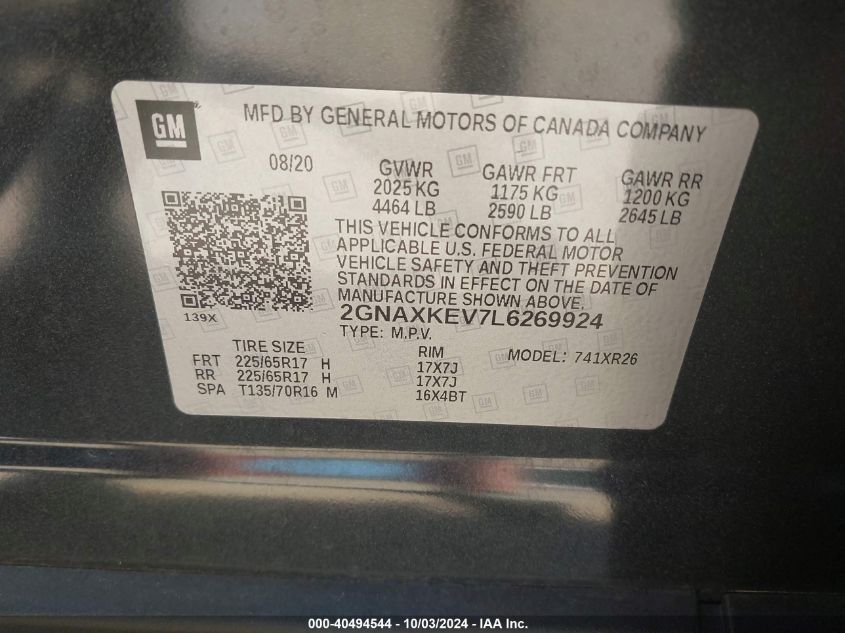 GM
MFD BY GENERAL MOTORS OF CANADA COMPANY
08/20
GVWR
2025 KG
4464 LB
GAWR FRT
1175 KG
2590 LB
GAWR RR
1200 KG
2645 LB
THIS VEHICLE CONFORMS TO ALL
APPLICABLE U.S. FEDERAL MOTOR
VEHICLE SAFETY AND THEFT PREVENTION
STANDARDS IN EFFECT ON THE DATE OF
MANUFACTURE SHOWN ABOVE.
139X
2GNAXKEV7L6269924
TYPE: M.P.V.
MODEL: 741XR26
TIRE SIZE RIM
FRT 225/65R17 H 17X7J
RR 225/65R17 H 17X7J
SPA T135/70R16 M 16X4BT
000-40494544 - 10/03/2024 - IAA Inc.